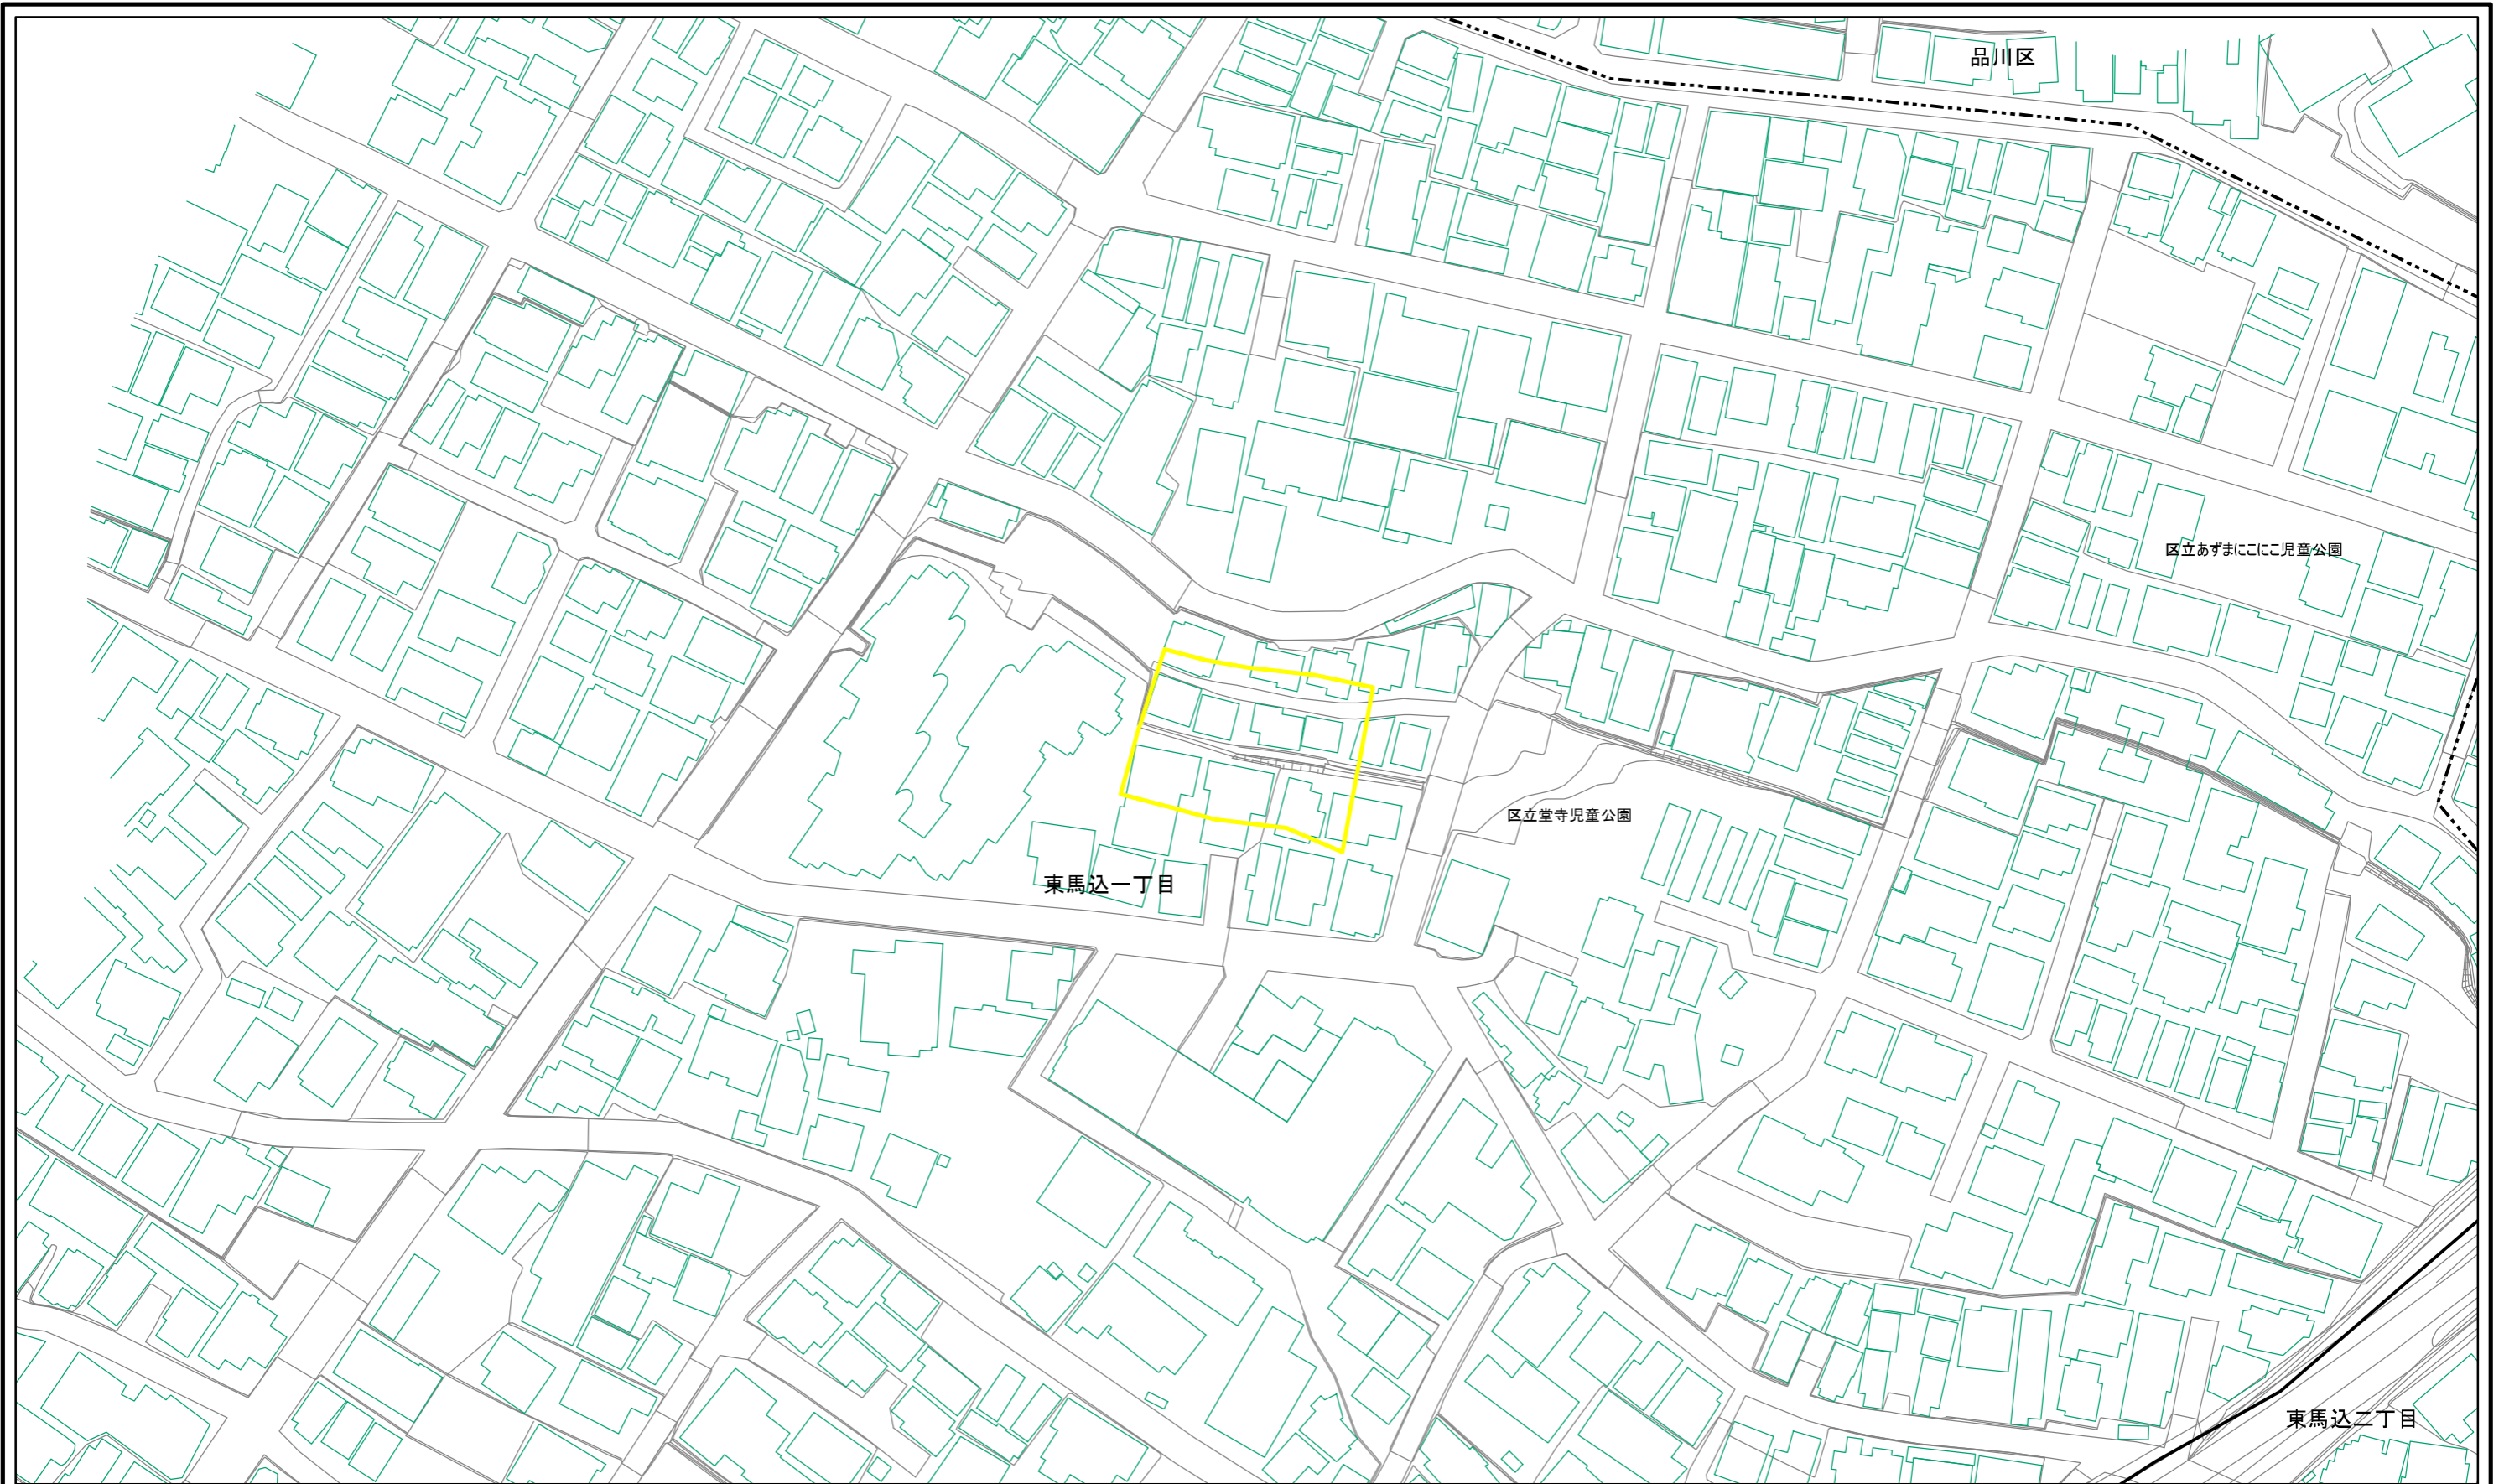 品川区
区立あずまにこにこ児童公園
区立堂寺児童公園
東馬込一丁目
東馬込二丁目